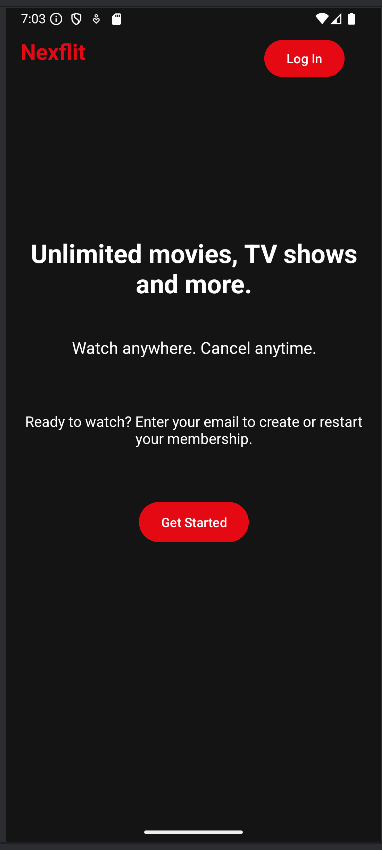 7:03
Nexflit
Log In
Unlimited movies, TV shows
and more.
Watch anywhere. Cancel anytime.
Ready to watch? Enter your email to create or restart
your membership.
Get Started